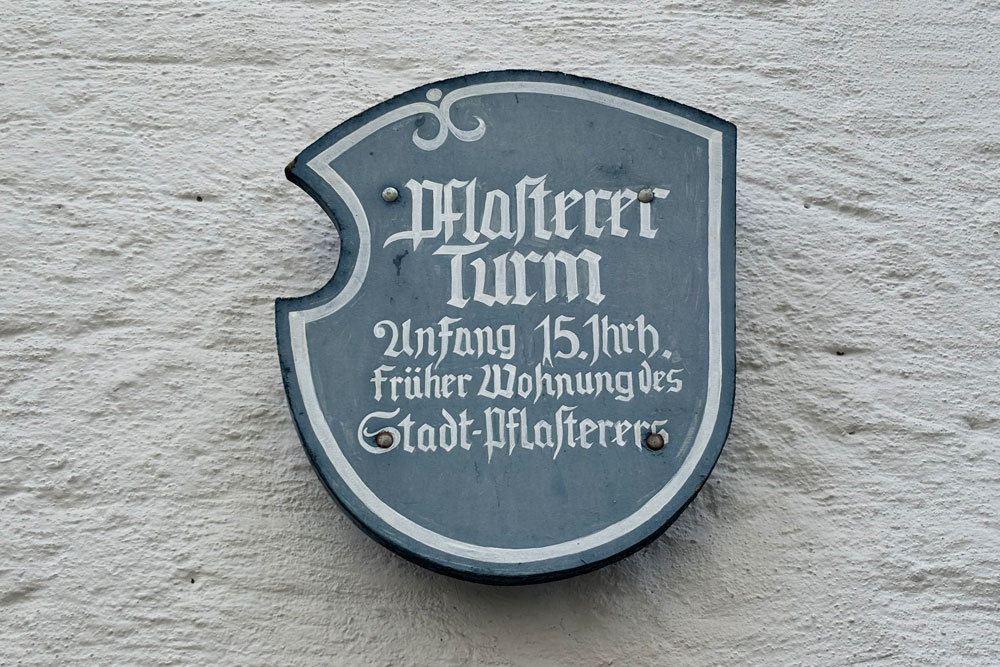 Pflaſterer
Turm
Anfang 15. Jhrh.
Früher Wohnung des
Stadt-Pflaſterers